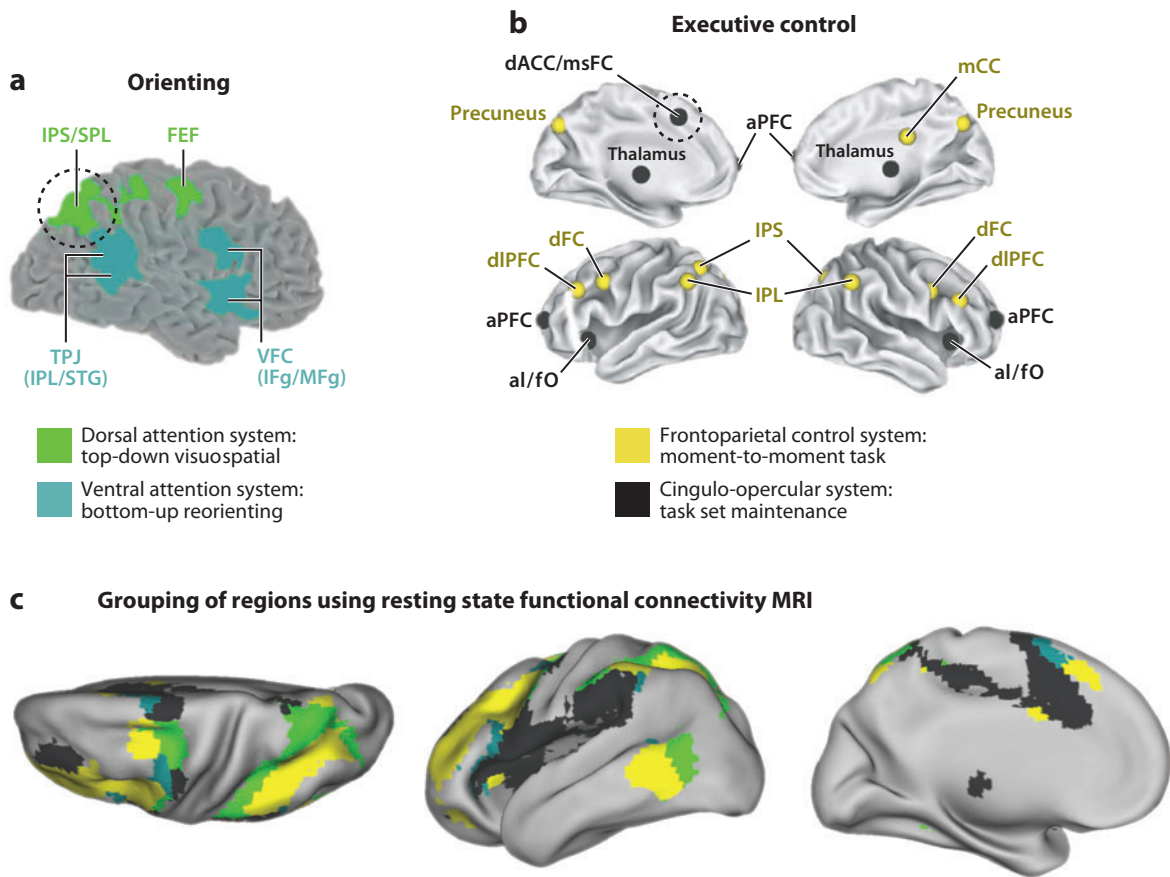 a
Orienting
IPS/SPL
FEF
TPJ
(IPL/STG)
VFC
(IFg/MFg)
Dorsal attention system:
top-down visuospatial
Ventral attention system:
bottom-up reorienting
b
Executive control
dACC/msFC
mCC
Precuneus
aPFC
Precuneus
Thalamus
Thalamus
dFC
IPS
dFC
dlPFC
dlPFC
IPL
aPFC
aPFC
aI/fO
aI/fO
Frontoparietal control system:
moment-to-moment task
Cingulo-opercular system:
task set maintenance
c
Grouping of regions using resting state functional connectivity MRI